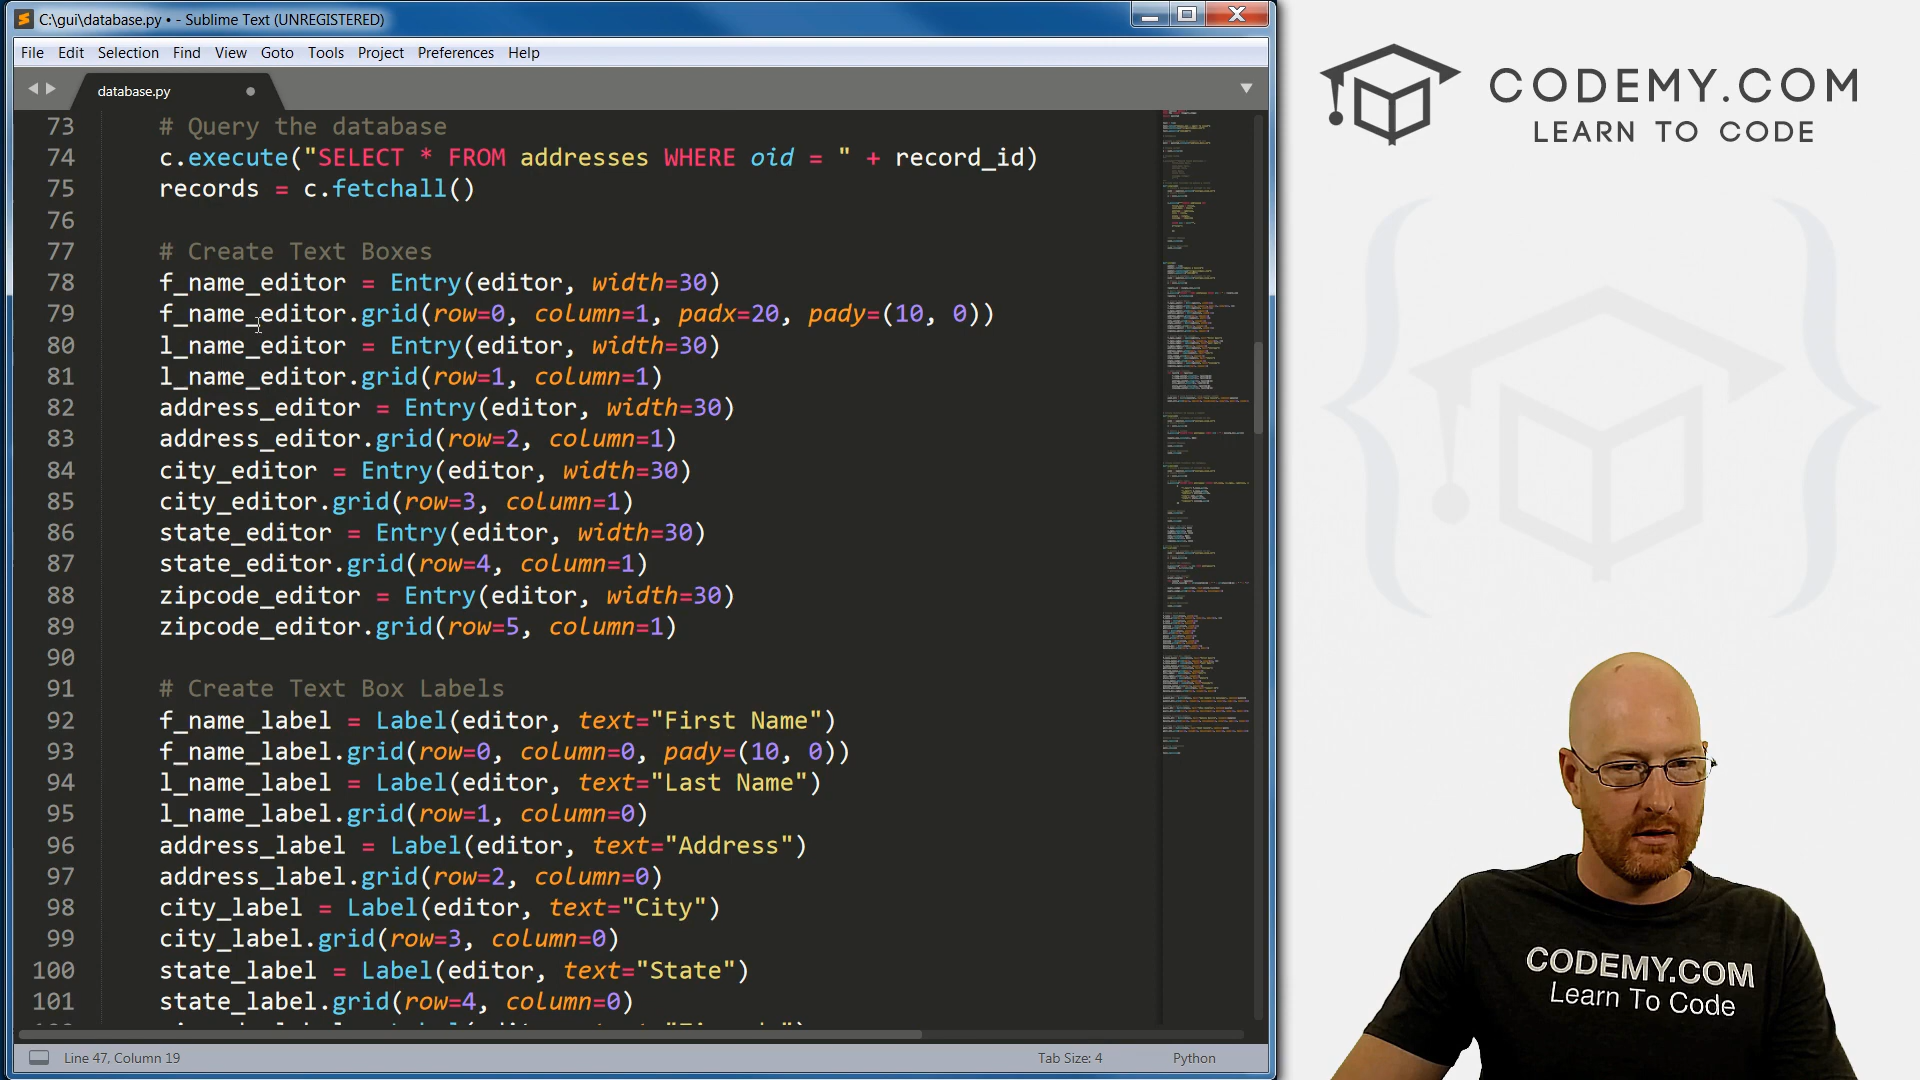 C:\gui\database.py • - Sublime Text (UNREGISTERED)
File Edit Selection Find View Goto Tools Project Preferences Help
database.py
73 # Query the database
74 c.execute("SELECT * FROM addresses WHERE oid = " + record_id)
75 records = c.fetchall()
76
77 # Create Text Boxes
78 f_name_editor = Entry(editor, width=30)
79 f_name_editor.grid(row=0, column=1, padx=20, pady=(10, 0))
80 l_name_editor = Entry(editor, width=30)
81 l_name_editor.grid(row=1, column=1)
82 address_editor = Entry(editor, width=30)
83 address_editor.grid(row=2, column=1)
84 city_editor = Entry(editor, width=30)
85 city_editor.grid(row=3, column=1)
86 state_editor = Entry(editor, width=30)
87 state_editor.grid(row=4, column=1)
88 zipcode_editor = Entry(editor, width=30)
89 zipcode_editor.grid(row=5, column=1)
90
91 # Create Text Box Labels
92 f_name_label = Label(editor, text="First Name")
93 f_name_label.grid(row=0, column=0, pady=(10, 0))
94 l_name_label = Label(editor, text="Last Name")
95 l_name_label.grid(row=1, column=0)
96 address_label = Label(editor, text="Address")
97 address_label.grid(row=2, column=0)
98 city_label = Label(editor, text="City")
99 city_label.grid(row=3, column=0)
100 state_label = Label(editor, text="State")
101 state_label.grid(row=4, column=0)
Line 47, Column 19
Tab Size: 4
Python
CODEMY.COM
LEARN TO CODE
CODEMY.COM
Learn To Code